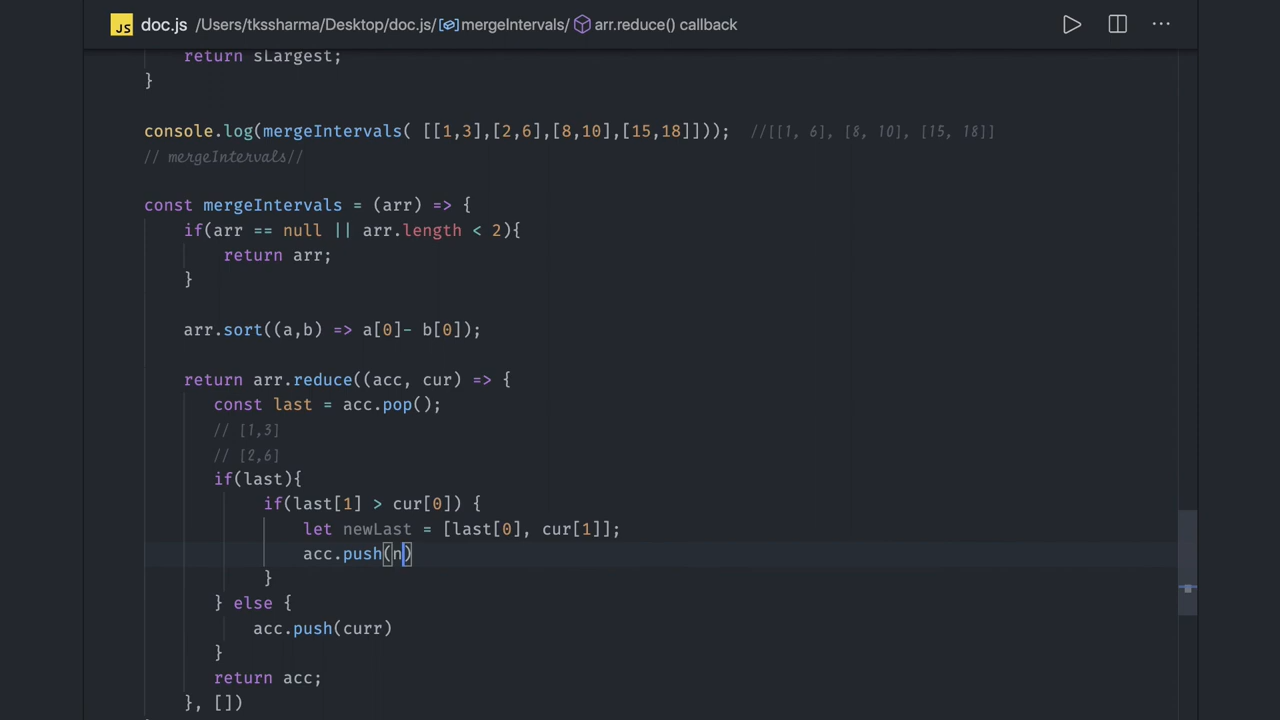 JS doc.js /Users/tkssharma/Desktop/doc.js/mergeIntervals/ arr.reduce() callback
return sLargest;
}
console.log(mergeIntervals( [[1,3],[2,6],[8,10],[15,18]])); //[[1, 6], [8, 10], [15, 18]]
// mergeIntervals//
const mergeIntervals = (arr) => {
if(arr == null || arr.length < 2){
return arr;
}
arr.sort((a,b) => a[0]- b[0]);
return arr.reduce((acc, cur) => {
const last = acc.pop();
// [1,3]
// [2,6]
if(last){
if(last[1] > cur[0]) {
let newLast = [last[0], cur[1]];
acc.push(n)
}
} else {
acc.push(curr)
}
return acc;
}, [])